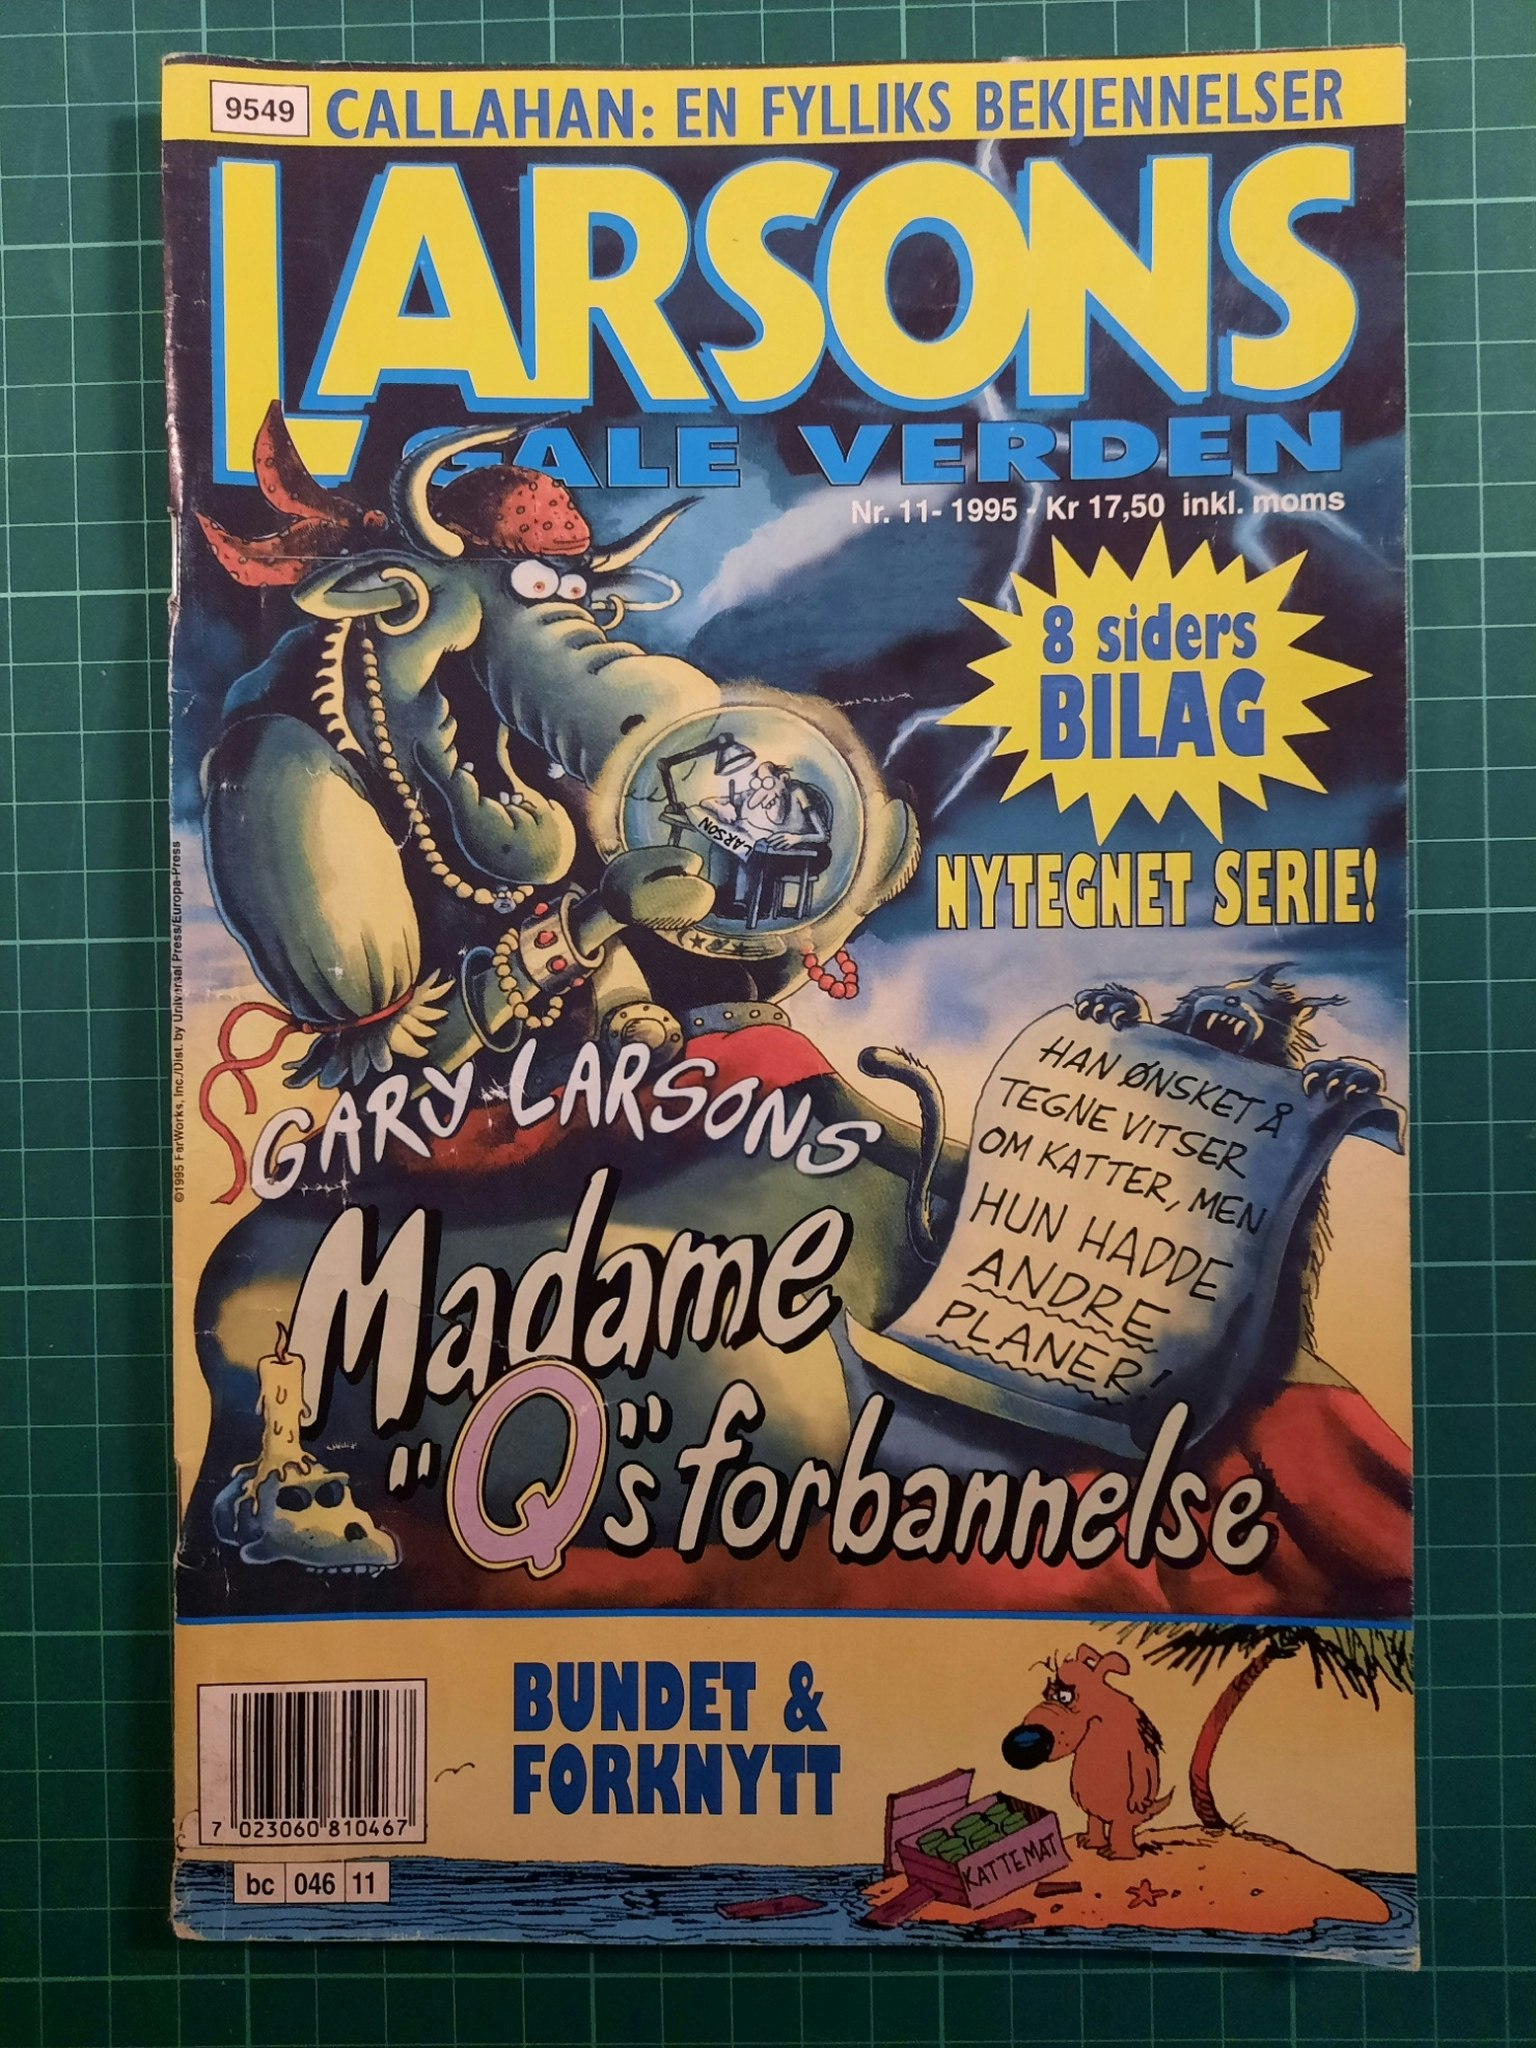 9549
CALLAHAN: EN FYLLIKS BEKJENNELSER
LARSONS
GALE VERDEN
Nr. 11- 1995 - Kr 17,50 inkl. moms
8 siders
BILAG
NYTEGNET SERIE!
LARSON
©1995 FarWorks, Inc./Dist. by Universal Press/Europa-Press
HAN ØNSKET Å
TEGNE VITSER
OM KATTER, MEN
HUN HADDE
ANDRE
PLANER!
GARY LARSONS
Madame
"Q"s forbannelse
BUNDET &
FORKNYTT
KATTEMAT
7 023060 810467
bc 046 11